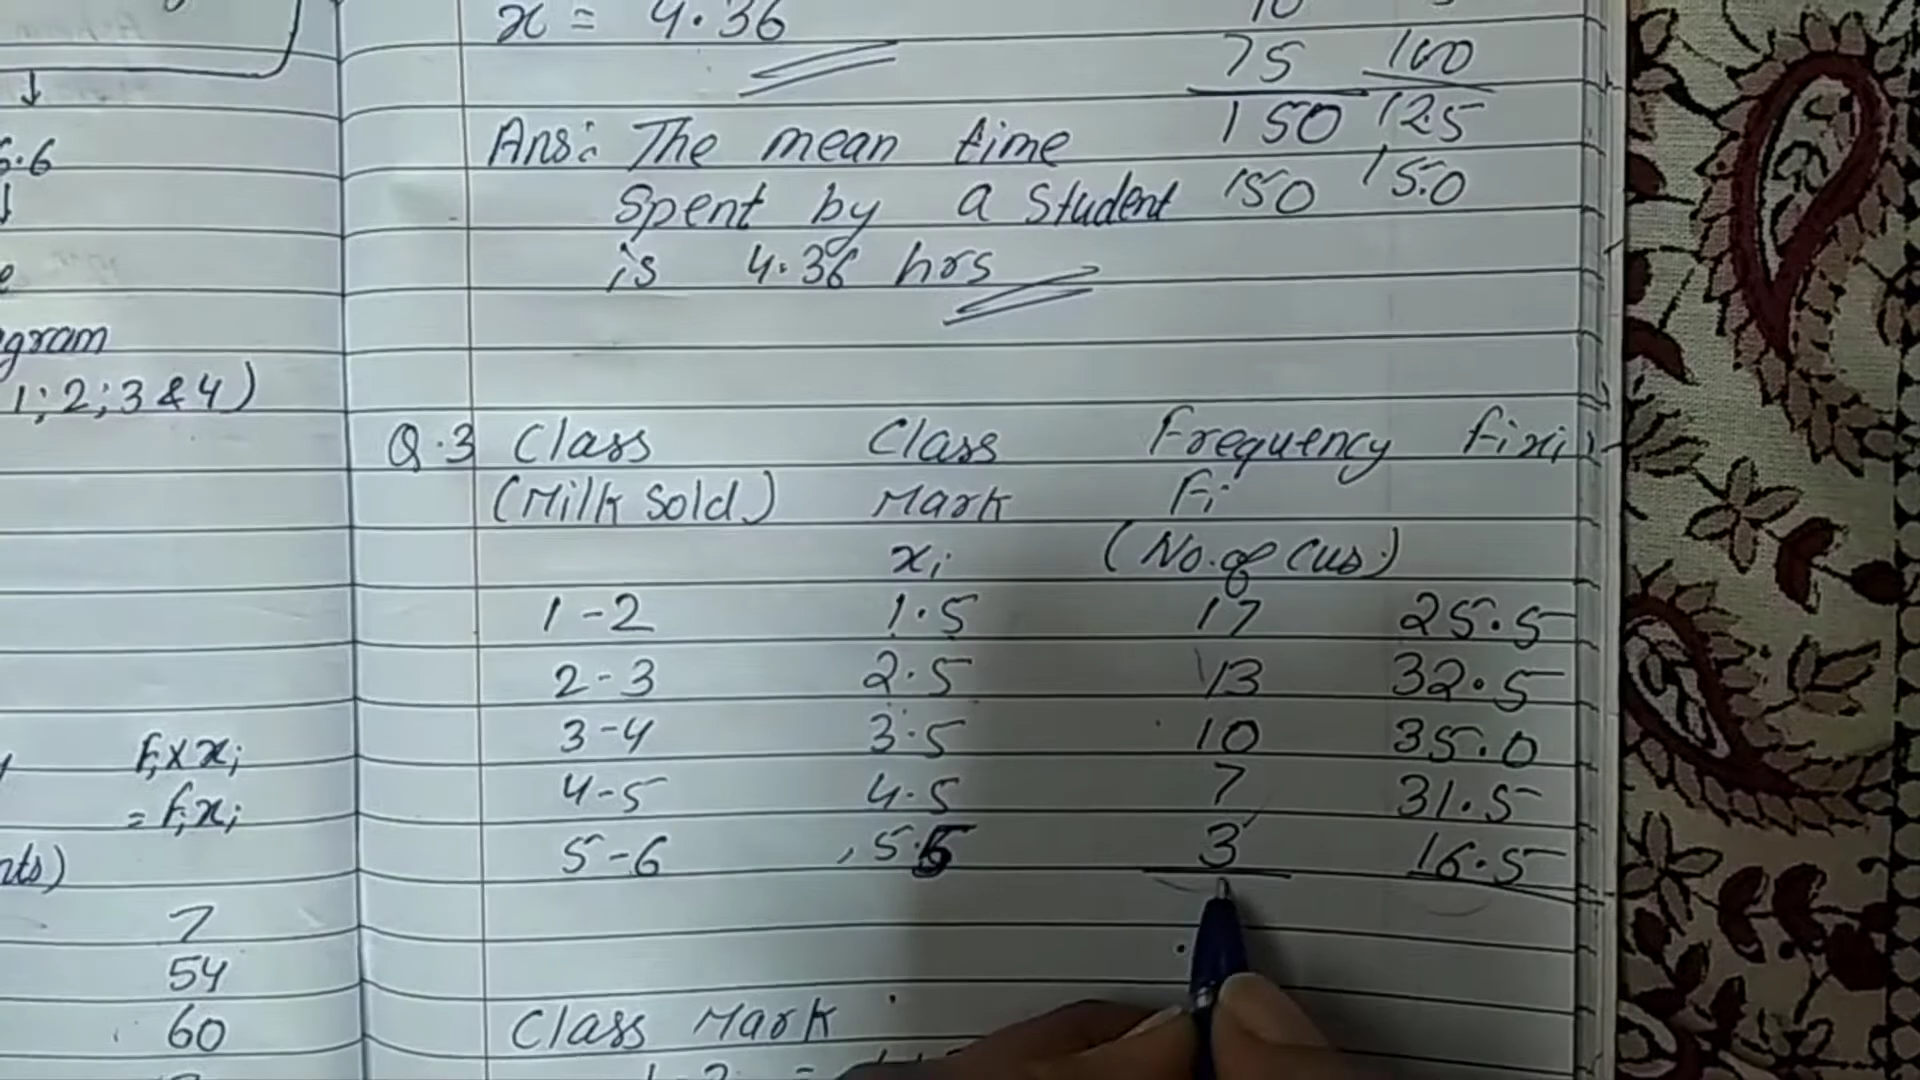 x = 4.36
10
75 100
150 125
150 150
Ans: The mean time
spent by a student
is 4.36 hrs
6.6
gram
1; 2; 3 & 4)
Q.3 Class Class Frequency fixi
(Milk Sold) Mark Fi
xi (No. of Cus.)
1-2 1.5 17 25.5
2-3 2.5 13 32.5
3-4 3.5 10 35.0
4-5 4.5 7 31.5
5-6 5.5 3 16.5
Fi×xi
= Fixi
nts)
7
54
60
Class Mark